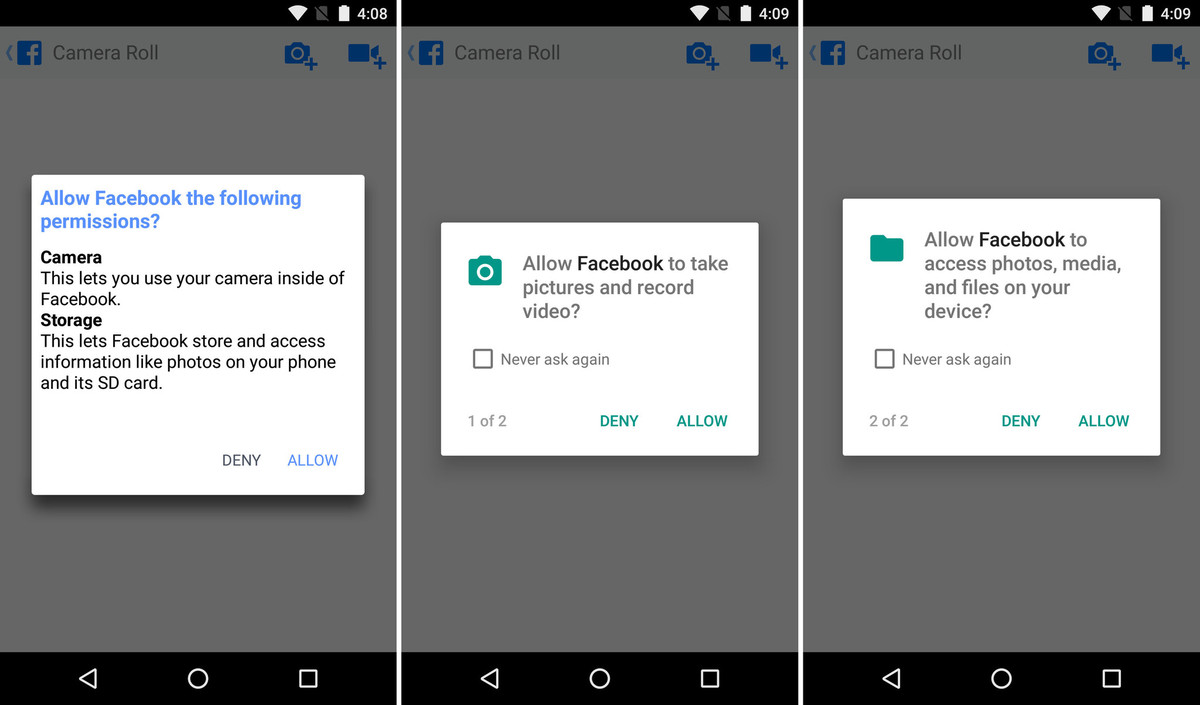 4:08
Camera Roll
Allow Facebook the following
permissions?
Camera
This lets you use your camera inside of
Facebook.
Storage
This lets Facebook store and access
information like photos on your phone
and its SD card.
DENY ALLOW
4:09
Camera Roll
Allow Facebook to take
pictures and record
video?
Never ask again
1 of 2 DENY ALLOW
4:09
Camera Roll
Allow Facebook to
access photos, media,
and files on your
device?
Never ask again
2 of 2 DENY ALLOW